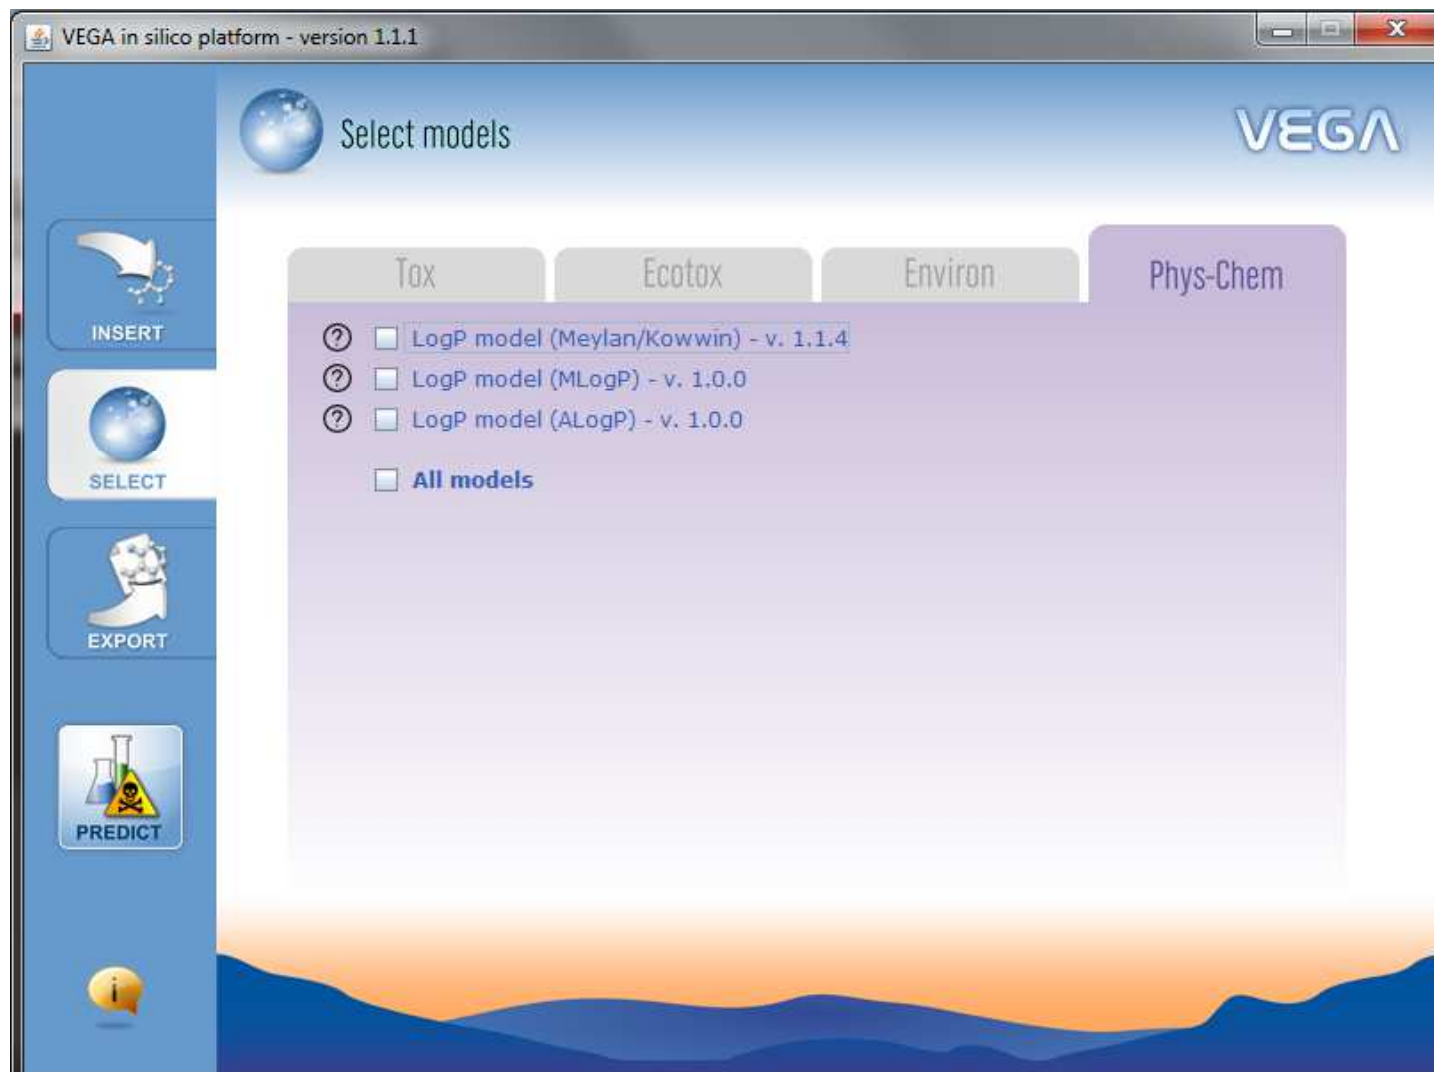 VEGA in silico platform - version 1.1.1
Select models
VEGA
INSERT
SELECT
EXPORT
PREDICT
i
Tox
Ecotox
Environ
Phys-Chem
? LogP model (Meylan/Kowwin) - v. 1.1.4
? LogP model (MLogP) - v. 1.0.0
? LogP model (ALogP) - v. 1.0.0
All models